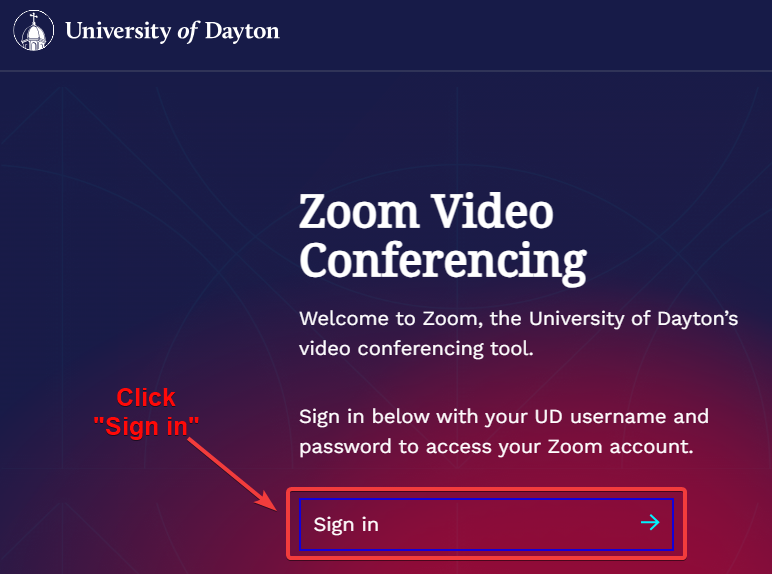 University of Dayton
Zoom Video
Conferencing
Welcome to Zoom, the University of Dayton’s
video conferencing tool.
Click
"Sign in"
Sign in below with your UD username and
password to access your Zoom account.
Sign in